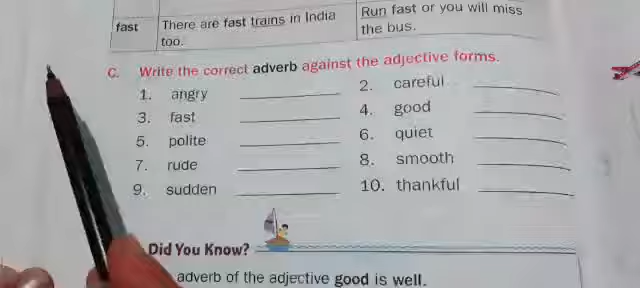 fast
There are fast trains in India
too.
Run fast or you will miss
the bus.
C. Write the correct adverb against the adjective forms.
1. angry
2. careful
3. fast
4. good
5. polite
6. quiet
7. rude
8. smooth
9. sudden
10. thankful
Did You Know?
adverb of the adjective good is well.